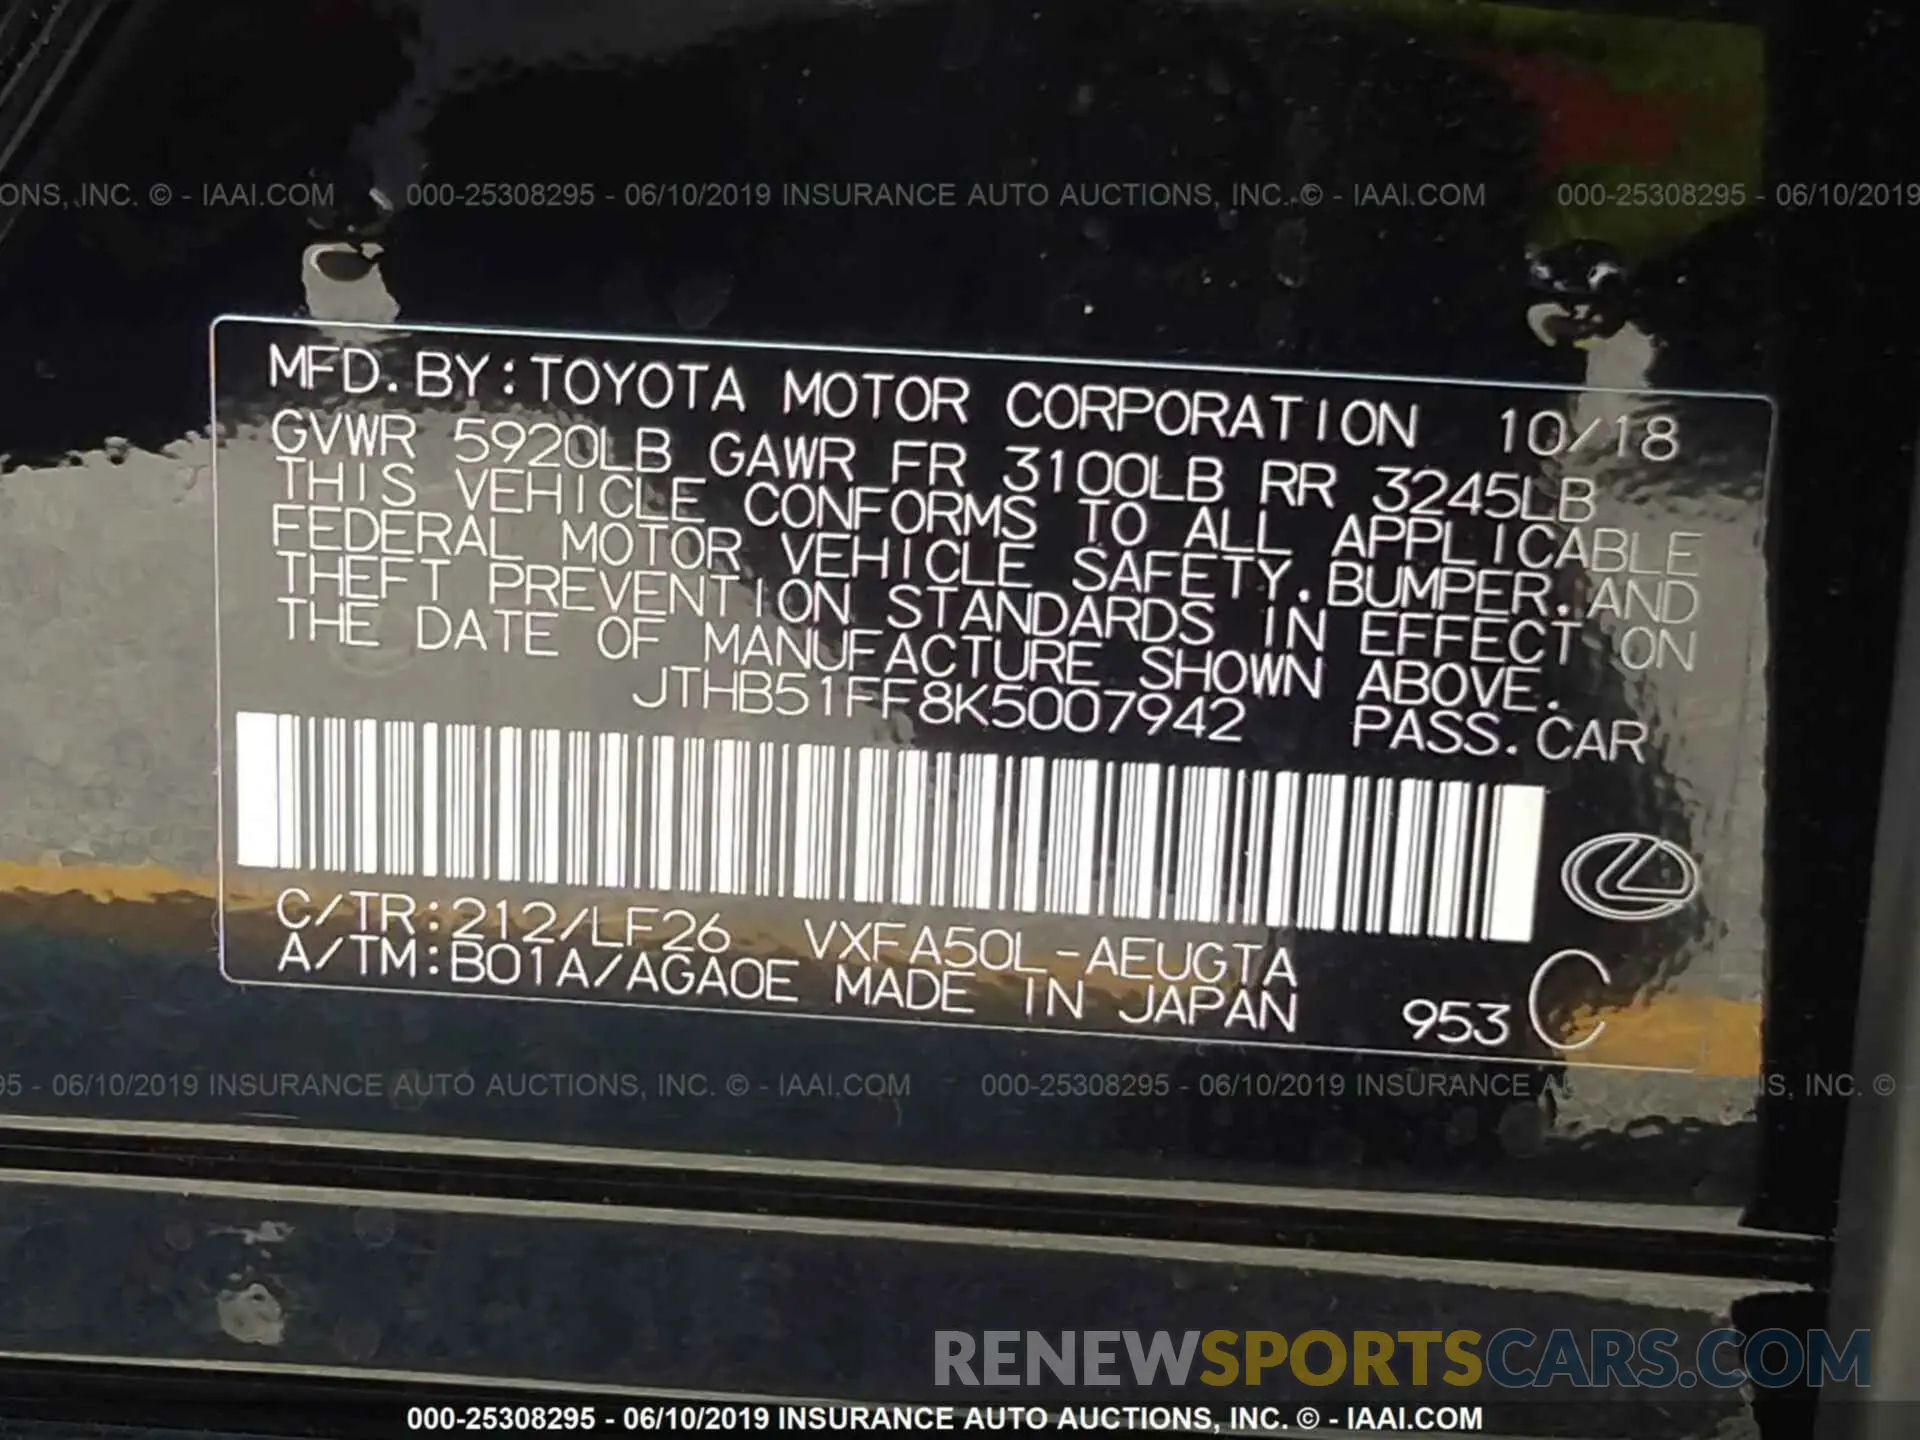 ONS, INC. © - IAAI.COM 000-25308295 - 06/10/2019 INSURANCE AUTO AUCTIONS, INC. © - IAAI.COM 000-25308295 - 06/10/2019
MFD. BY: TOYOTA MOTOR CORPORATION 10/18
GVWR 5920LB GAWR FR 3100LB RR 3245LB
THIS VEHICLE CONFORMS TO ALL APPLICABLE
FEDERAL MOTOR VEHICLE SAFETY, BUMPER, AND
THEFT PREVENTION STANDARDS IN EFFECT ON
THE DATE OF MANUFACTURE SHOWN ABOVE.
JTHB51FF8K5007942 PASS. CAR
C/TR: 212/LF26 VXFA50L-AEUGTA
A/TM: B01A/AGA0E MADE IN JAPAN 953 C
95 - 06/10/2019 INSURANCE AUTO AUCTIONS, INC. © - IAAI.COM 000-25308295 - 06/10/2019 INSURANCE A NS, INC. © -
RENEWSPORTSCARS.COM
000-25308295 - 06/10/2019 INSURANCE AUTO AUCTIONS, INC. © - IAAI.COM